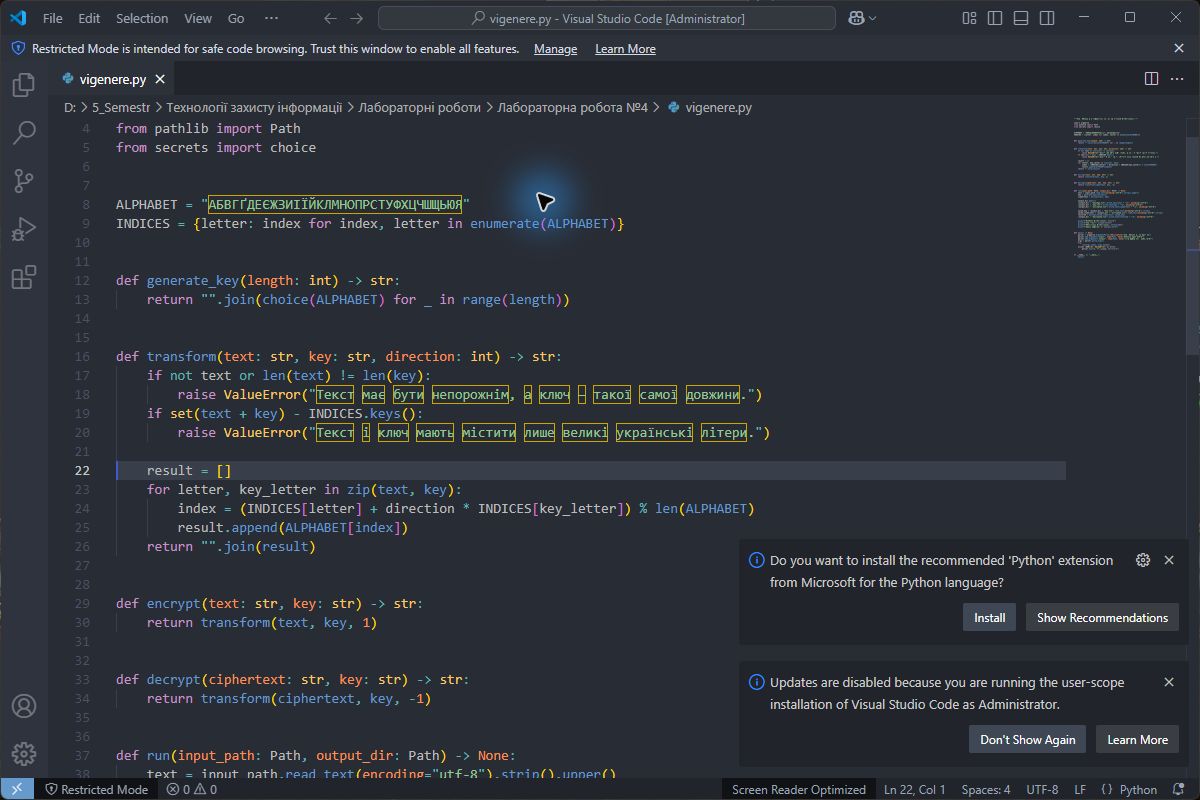 File Edit Selection View Go ··· vigenere.py - Visual Studio Code [Administrator]
Restricted Mode is intended for safe code browsing. Trust this window to enable all features. Manage Learn More
vigenere.py
D: > 5_Semestr > Технології захисту інформації > Лабораторні роботи > Лабораторна робота №4 > vigenere.py
4 from pathlib import Path
5 from secrets import choice
6
7
8 ALPHABET = "АБВГҐДЕЄЖЗИІЇЙКЛМНОПРСТУФХЦЧШЩЬЮЯ"
9 INDICES = {letter: index for index, letter in enumerate(ALPHABET)}
10
11
12 def generate_key(length: int) -> str:
13     return "".join(choice(ALPHABET) for _ in range(length))
14
15
16 def transform(text: str, key: str, direction: int) -> str:
17     if not text or len(text) != len(key):
18         raise ValueError("Текст має бути непорожнім, а ключ – такої самої довжини.")
19     if set(text + key) - INDICES.keys():
20         raise ValueError("Текст і ключ мають містити лише великі українські літери.")
21
22     result = []
23     for letter, key_letter in zip(text, key):
24         index = (INDICES[letter] + direction * INDICES[key_letter]) % len(ALPHABET)
25         result.append(ALPHABET[index])
26     return "".join(result)
27
28
29 def encrypt(text: str, key: str) -> str:
30     return transform(text, key, 1)
31
32
33 def decrypt(ciphertext: str, key: str) -> str:
34     return transform(ciphertext, key, -1)
35
36
37 def run(input_path: Path, output_dir: Path) -> None:
38     text = input_path.read_text(encoding="utf-8").strip().upper()
Do you want to install the recommended 'Python' extension
from Microsoft for the Python language?
Install Show Recommendations
Updates are disabled because you are running the user-scope
installation of Visual Studio Code as Administrator.
Don't Show Again Learn More
Restricted Mode 0 0 Screen Reader Optimized Ln 22, Col 1 Spaces: 4 UTF-8 LF {} Python